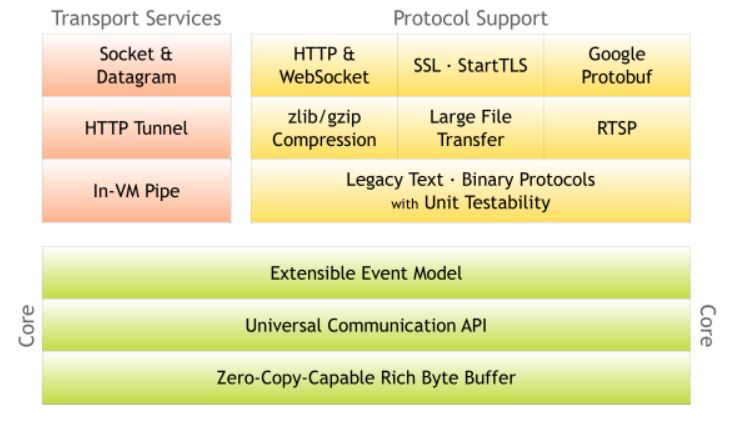 Transport Services
Protocol Support
Socket &
Datagram
HTTP Tunnel
In-VM Pipe
HTTP &
WebSocket
SSL · StartTLS
Google
Protobuf
zlib/gzip
Compression
Large File
Transfer
RTSP
Legacy Text · Binary Protocols
with Unit Testability
Core
Extensible Event Model
Universal Communication API
Zero-Copy-Capable Rich Byte Buffer
Core